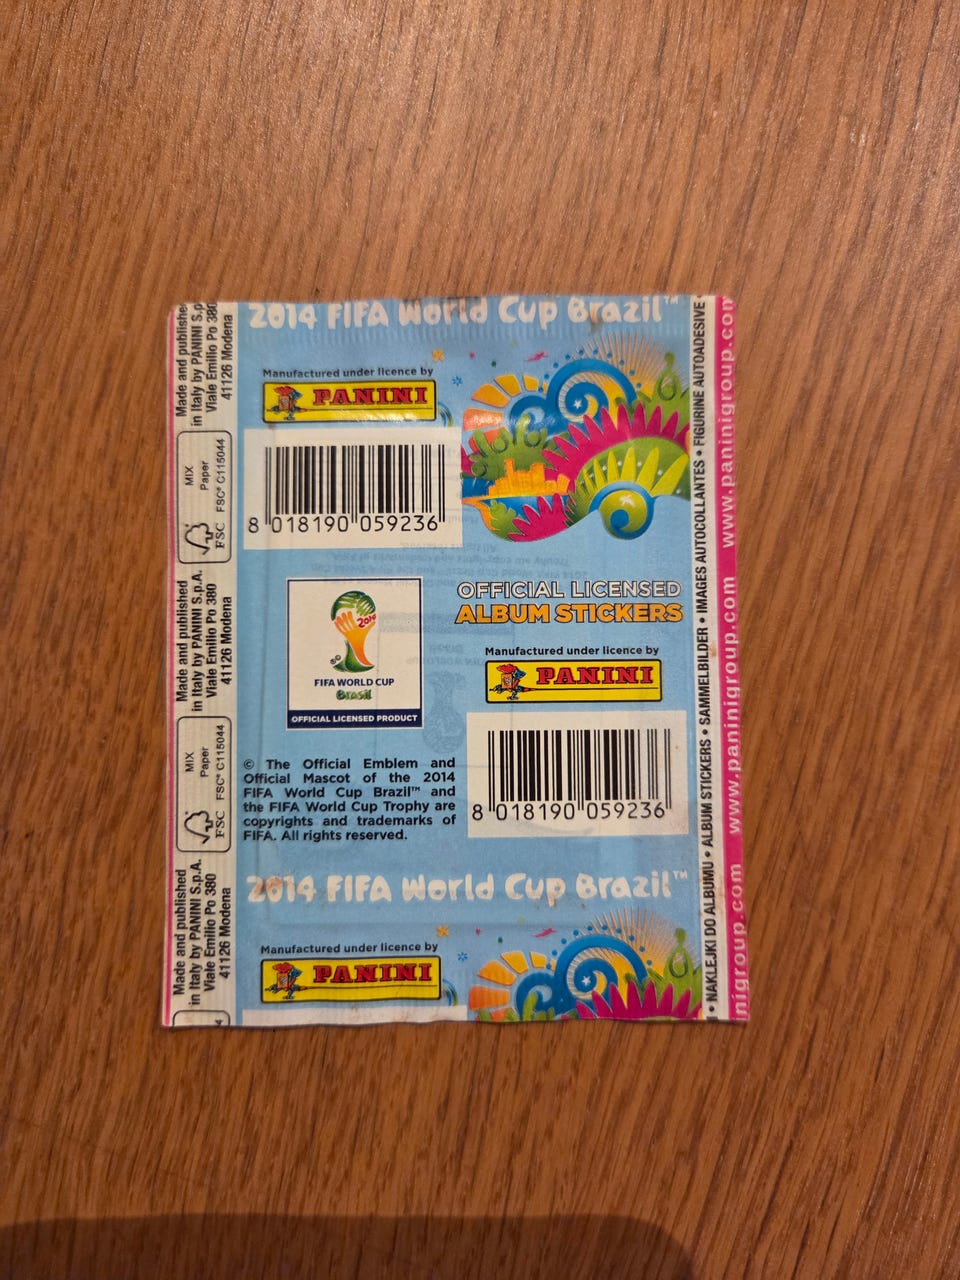 2014 FIFA World Cup Brazil™
Manufactured under licence by
PANINI
8 018190 059236
2014
FIFA WORLD CUP
Brasil
OFFICIAL LICENSED PRODUCT
OFFICIAL LICENSED
ALBUM STICKERS
Manufactured under licence by
PANINI
8 018190 059236
© The Official Emblem and
Official Mascot of the 2014
FIFA World Cup Brazil™ and
the FIFA World Cup Trophy are
copyrights and trademarks of
FIFA. All rights reserved.
2014 FIFA World Cup Brazil™
Manufactured under licence by
PANINI
Made and published
in Italy by PANINI S.p.A.
Viale Emilio Po 380
41126 Modena
MIX
Paper
FSC® C115044
FSC
Made and published
in Italy by PANINI S.p.A.
Viale Emilio Po 380
41126 Modena
MIX
Paper
FSC® C115044
FSC
Made and publishe
in Italy by PANINI S.p
Viale Emilio Po 380
41126 Modena
• NAKLEJKI DO ALBUMU • ALBUM STICKERS • SAMMELBILDER • IMAGES AUTOCOLLANTES • FIGURINE AUTOADESIVE
nigroup.com www.paninigroup.com www.paninigroup.com